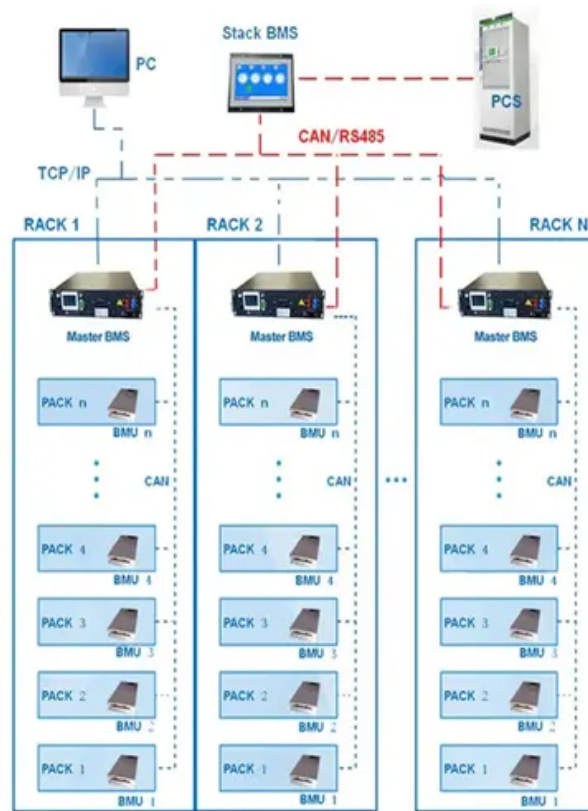 Stack BMS
PC
PCS
CAN/RS485
TCP/IP
RACK 1
RACK 2
RACK N
Master BMS
Master BMS
Master BMS
PACK n
BMU n
PACK n
BMU n
PACK n
BMU n
CAN
CAN
CAN
PACK 4
BMU 4
PACK 4
BMU 4
PACK 4
BMU 4
PACK 3
BMU 3
PACK 3
BMU 3
PACK 3
BMU 3
PACK 2
BMU 2
PACK 2
BMU 2
PACK 2
BMU 2
PACK 1
BMU 1
PACK 1
BMU 1
PACK 1
BMU 1